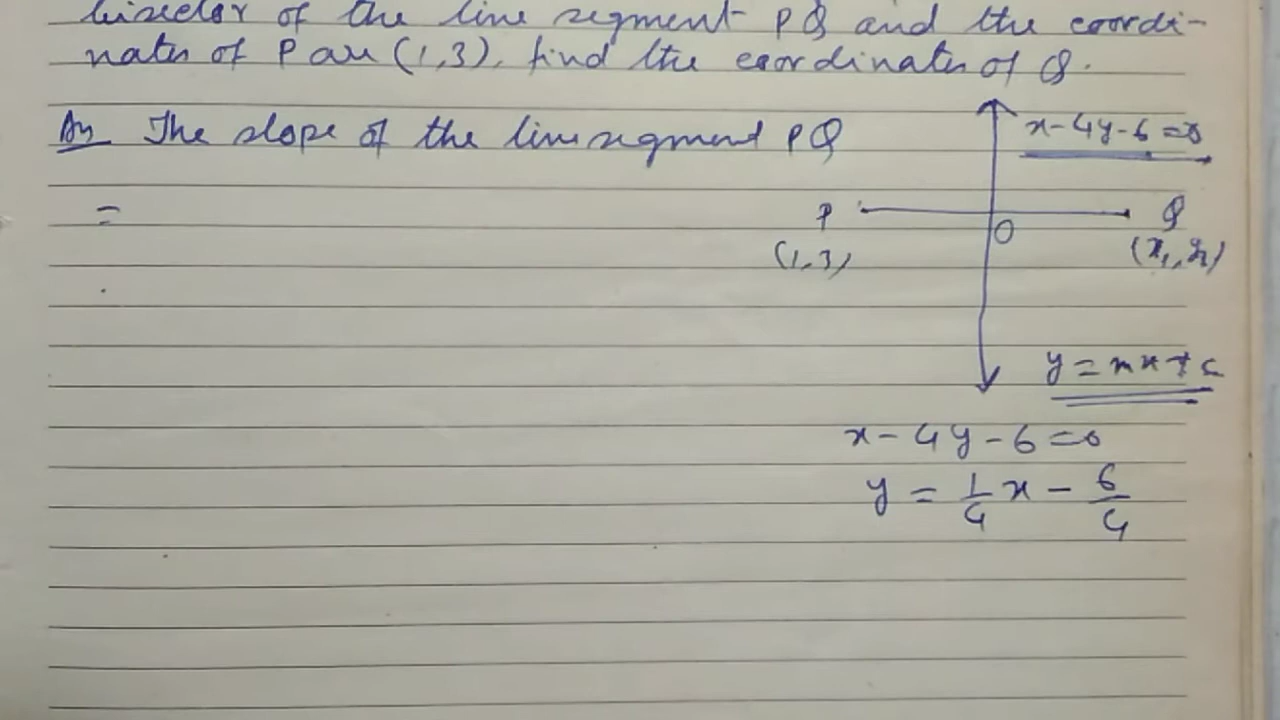 bisector of the line segment PQ and the coordi-
nates of P are (1,3), find the coordinates of Q.
Ans The slope of the line segment PQ
x-4y-6=0
=
P
Q
O
(1,3)
(x1, y1)
y = mx + c
x - 4y - 6 = 0
y = 1/4 x - 6/4